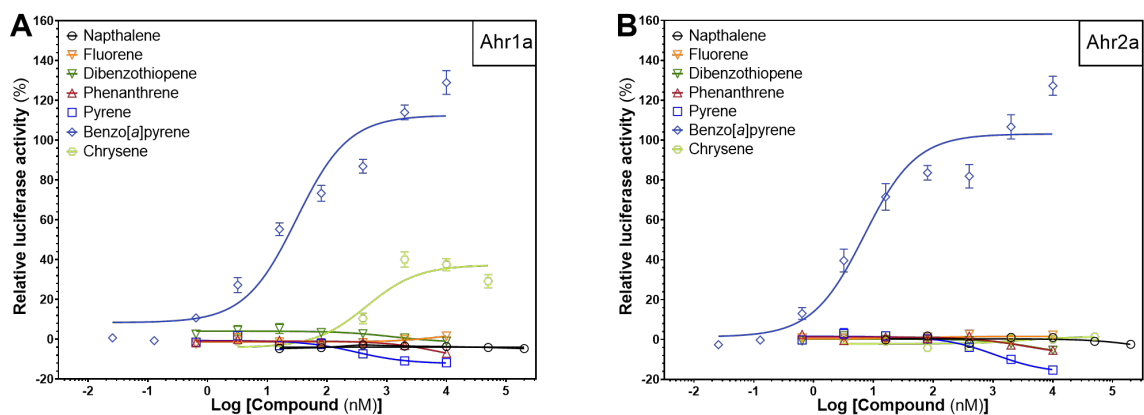 A
Ahr1a
Relative luciferase activity (%)
160
140
120
100
80
60
40
20
0
-20
Napthalene
Fluorene
Dibenzothiopene
Phenanthrene
Pyrene
Benzo[a]pyrene
Chrysene
-2 -1 0 1 2 3 4 5
Log [Compound (nM)]
B
Ahr2a
Relative luciferase activity (%)
160
140
120
100
80
60
40
20
0
-20
Napthalene
Fluorene
Dibenzothiopene
Phenanthrene
Pyrene
Benzo[a]pyrene
Chrysene
-2 -1 0 1 2 3 4 5
Log [Compound (nM)]